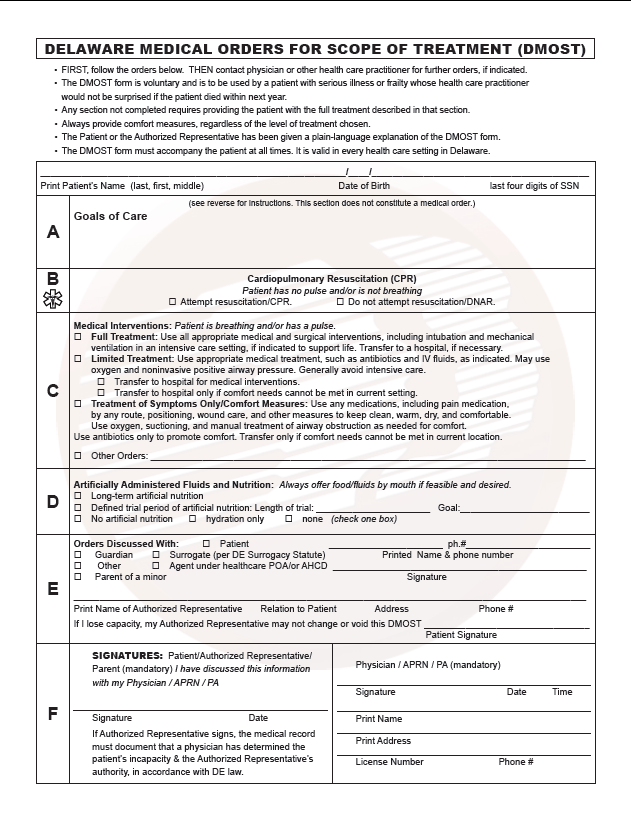 DELAWARE MEDICAL ORDERS FOR SCOPE OF TREATMENT (DMOST)
• FIRST, follow the orders below. THEN contact physician or other health care practitioner for further orders, if indicated.
• The DMOST form is voluntary and is to be used by a patient with serious illness or frailty whose health care practitioner
would not be surprised if the patient died within next year.
• Any section not completed requires providing the patient with the full treatment described in that section.
• Always provide comfort measures, regardless of the level of treatment chosen.
• The Patient or the Authorized Representative has been given a plain-language explanation of the DMOST form.
• The DMOST form must accompany the patient at all times. It is valid in every health care setting in Delaware.
____/___/____
Print Patient's Name (last, first, middle) Date of Birth last four digits of SSN
A
(see reverse for instructions. This section does not constitute a medical order.)
Goals of Care
B
Cardiopulmonary Resuscitation (CPR)
Patient has no pulse and/or is not breathing
☐ Attempt resuscitation/CPR. ☐ Do not attempt resuscitation/DNAR.
C
Medical Interventions: Patient is breathing and/or has a pulse.
☐ Full Treatment: Use all appropriate medical and surgical interventions, including intubation and mechanical
ventilation in an intensive care setting, if indicated to support life. Transfer to a hospital, if necessary.
☐ Limited Treatment: Use appropriate medical treatment, such as antibiotics and IV fluids, as indicated. May use
oxygen and noninvasive positive airway pressure. Generally avoid intensive care.
☐ Transfer to hospital for medical interventions.
☐ Transfer to hospital only if comfort needs cannot be met in current setting.
☐ Treatment of Symptoms Only/Comfort Measures: Use any medications, including pain medication,
by any route, positioning, wound care, and other measures to keep clean, warm, dry, and comfortable.
Use oxygen, suctioning, and manual treatment of airway obstruction as needed for comfort.
Use antibiotics only to promote comfort. Transfer only if comfort needs cannot be met in current location.
☐ Other Orders: ____
D
Artificially Administered Fluids and Nutrition: Always offer food/fluids by mouth if feasible and desired.
☐ Long-term artificial nutrition
☐ Defined trial period of artificial nutrition: Length of trial: ____ Goal: ____
☐ No artificial nutrition ☐ hydration only ☐ none (check one box)
E
Orders Discussed With: ☐ Patient ____ ph.# ____
☐ Guardian ☐ Surrogate (per DE Surrogacy Statute) Printed Name & phone number
☐ Other ☐ Agent under healthcare POA/or AHCD ____
☐ Parent of a minor Signature
Print Name of Authorized Representative Relation to Patient Address Phone #
If I lose capacity, my Authorized Representative may not change or void this DMOST ____
Patient Signature
F
SIGNATURES: Patient/Authorized Representative/
Parent (mandatory) I have discussed this information
with my Physician / APRN / PA
Signature Date
If Authorized Representative signs, the medical record
must document that a physician has determined the
patient's incapacity & the Authorized Representative's
authority, in accordance with DE law.
Physician / APRN / PA (mandatory)
Signature Date Time
Print Name
Print Address
License Number Phone #